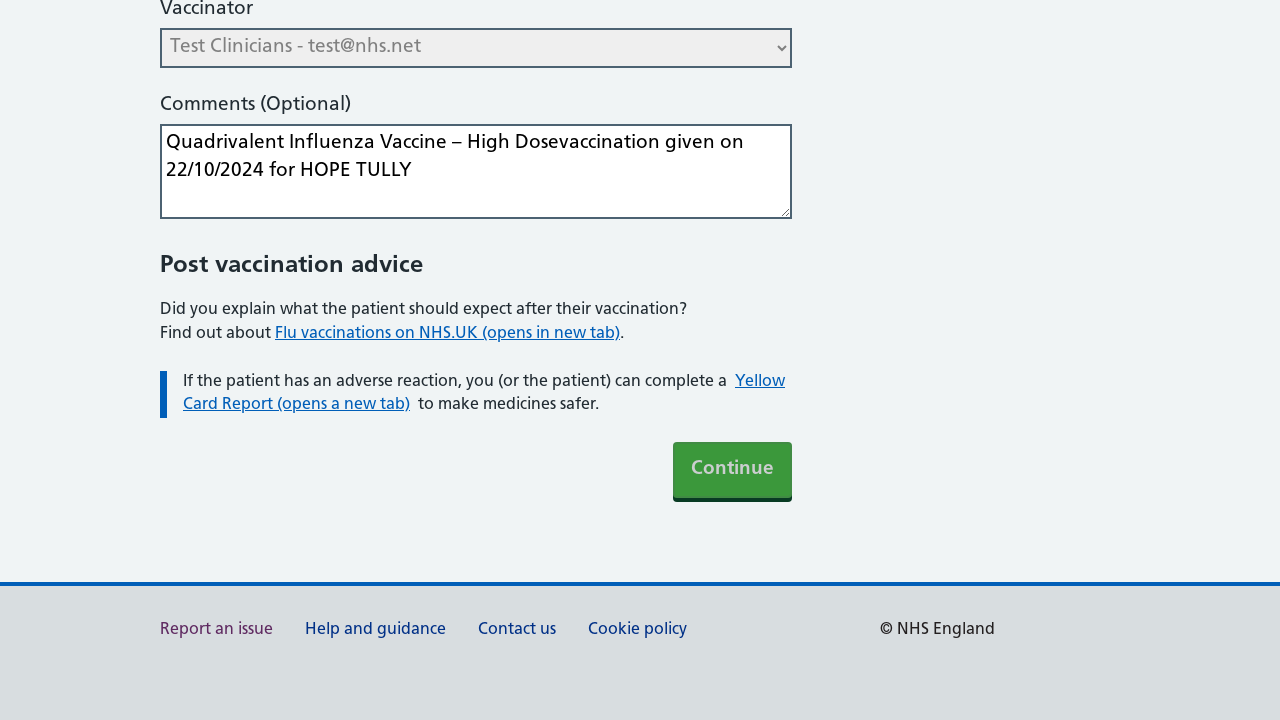 Vaccinator
Test Clinicians - test@nhs.net
Comments (Optional)
Quadrivalent Influenza Vaccine – High Dosevaccination given on
22/10/2024 for HOPE TULLY
Post vaccination advice
Did you explain what the patient should expect after their vaccination?
Find out about Flu vaccinations on NHS.UK (opens in new tab).
If the patient has an adverse reaction, you (or the patient) can complete a Yellow
Card Report (opens a new tab) to make medicines safer.
Continue
Report an issue Help and guidance Contact us Cookie policy © NHS England